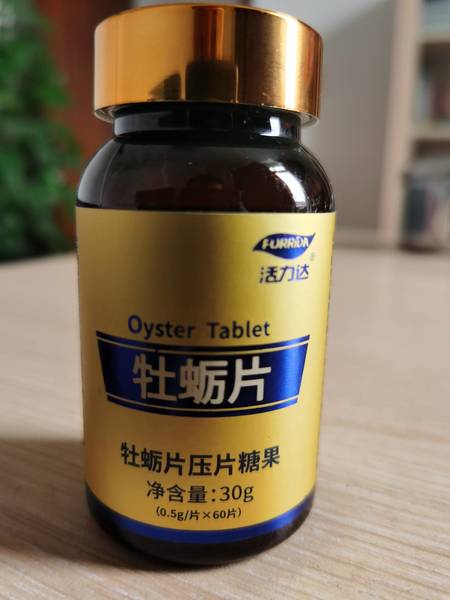 FURRIDA
®
活力达
Oyster Tablet
牡蛎片
牡蛎片压片糖果
净含量：30g
(0.5g/片×60片)